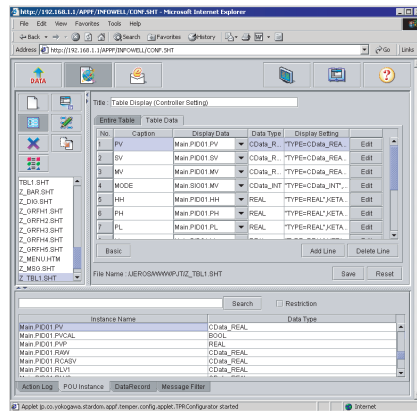 http://192.168.1.1/APPF/INFOWELL/CONF.SHT - Microsoft Internet Explorer
File Edit View Favorites Tools Help
Back Search Favorites History
Address http://192.168.1.1/APPF/INFOWELL/CONF.SHT Go Links
DATA
Title : Table Display (Controller Setting)
Entire Table Table Data
No. Caption Display Data Data Type Display Setting
1 PV Main.PID01.PV CData_R... "TYPE=CData_REA... Edit
2 SV Main.PID01.SV CData_R... "TYPE=CData_REA... Edit
3 MV Main.PID01.MV CData_R... "TYPE=CData_REA... Edit
4 MODE Main.SIO01.MV CData_INT "TYPE=CData_INT",... Edit
5 HH Main.PID01.HH REAL "TYPE=REAL",KETA... Edit
6 PH Main.PID01.PH REAL "TYPE=REAL",KETA... Edit
7 PL Main.PID01.PL REAL "TYPE=REAL",KETA... Edit
Basic Add Line Delete Line
TBL1.SHT
Z_BAR.SHT
Z_DIG.SHT
Z_GRFH1.SHT
Z_GRFH2.SHT
Z_GRFH3.SHT
Z_GRFH4.SHT
Z_GRFH5.SHT
Z_MENU.HTM
Z_MSG.SHT
Z_TBL1.SHT
File Name : /JEROS/WWW/PJT/Z_TBL1.SHT Save Reset
Search Restriction
Instance Name Data Type
Main.PID01.PV CData_REAL
Main.PID01.PVCAL BOOL
Main.PID01.PVP REAL
Main.PID01.RAW CData_REAL
Main.PID01.RCASV CData_REAL
Main.PID01.RLV1 CData_REAL
Action Log POU Instance DataRecord Message Filter
Applet jp.co.yokogawa.stardom.appf.temper.config.applet.TPRConfigurator started Internet